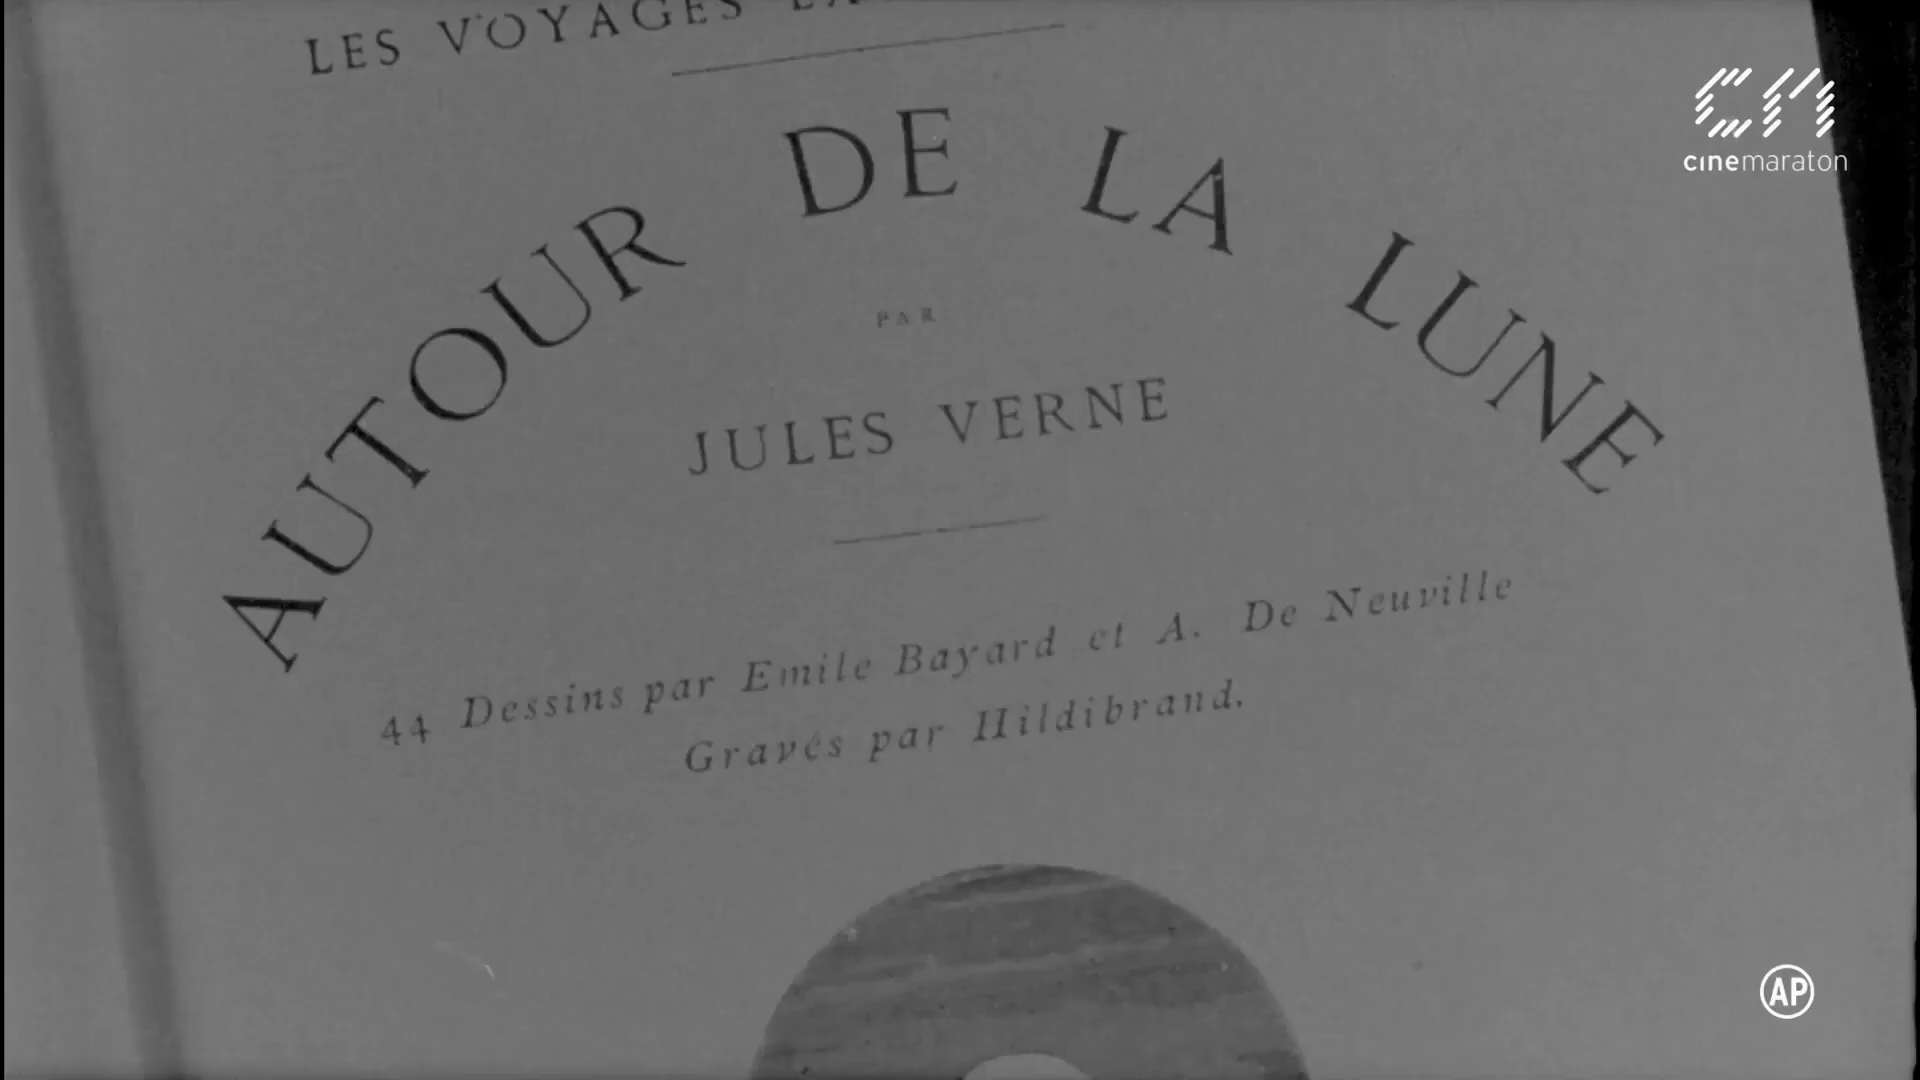 LES VOYAGES
AUTOUR DE LA LUNE
PAR
JULES VERNE
44 Dessins par Emile Bayard et A. De Neuville
Gravés par Hildibrand.
cinemaraton
AP